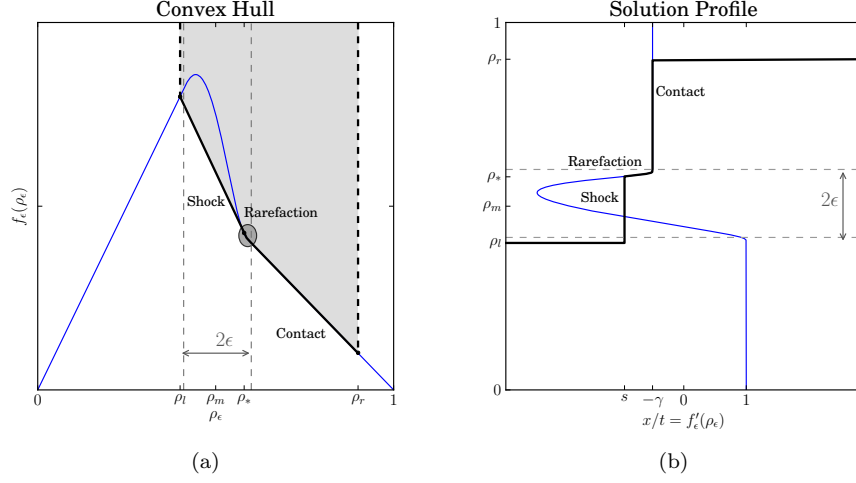 Convex Hull
f_ϵ(ρ_ϵ)
Shock
Rarefaction
Contact
2ϵ
0
ρ_l
ρ_m
ρ_*
ρ_r
1
ρ_ϵ
(a)
Solution Profile
1
ρ_r
ρ_*
ρ_m
ρ_l
0
Contact
Rarefaction
Shock
2ϵ
s
−γ
0
1
x/t = f′_ϵ(ρ_ϵ)
(b)